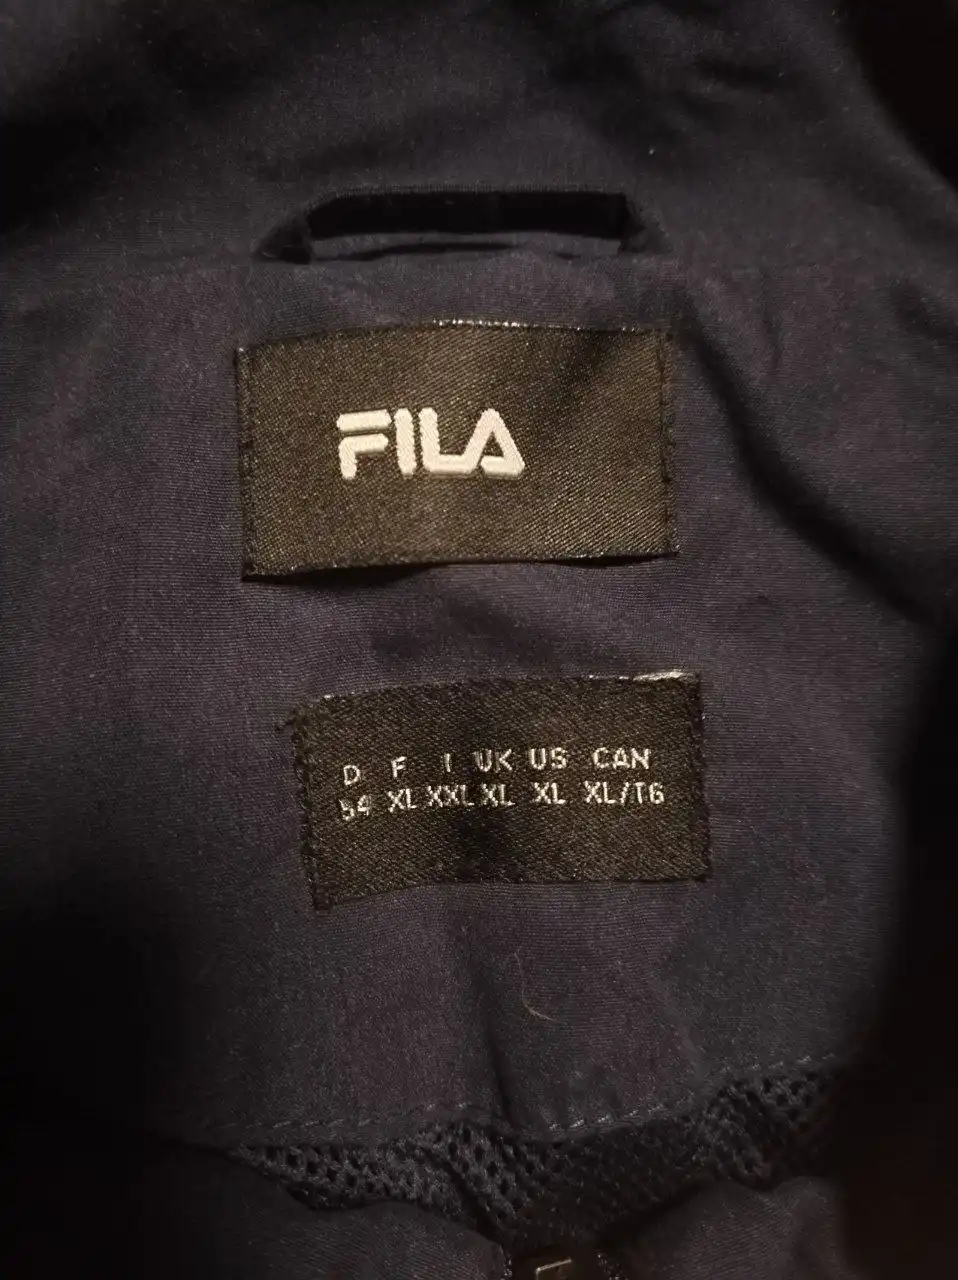 FILA
D F I UK US CAN
54 XL XXL XL XL XL/TG